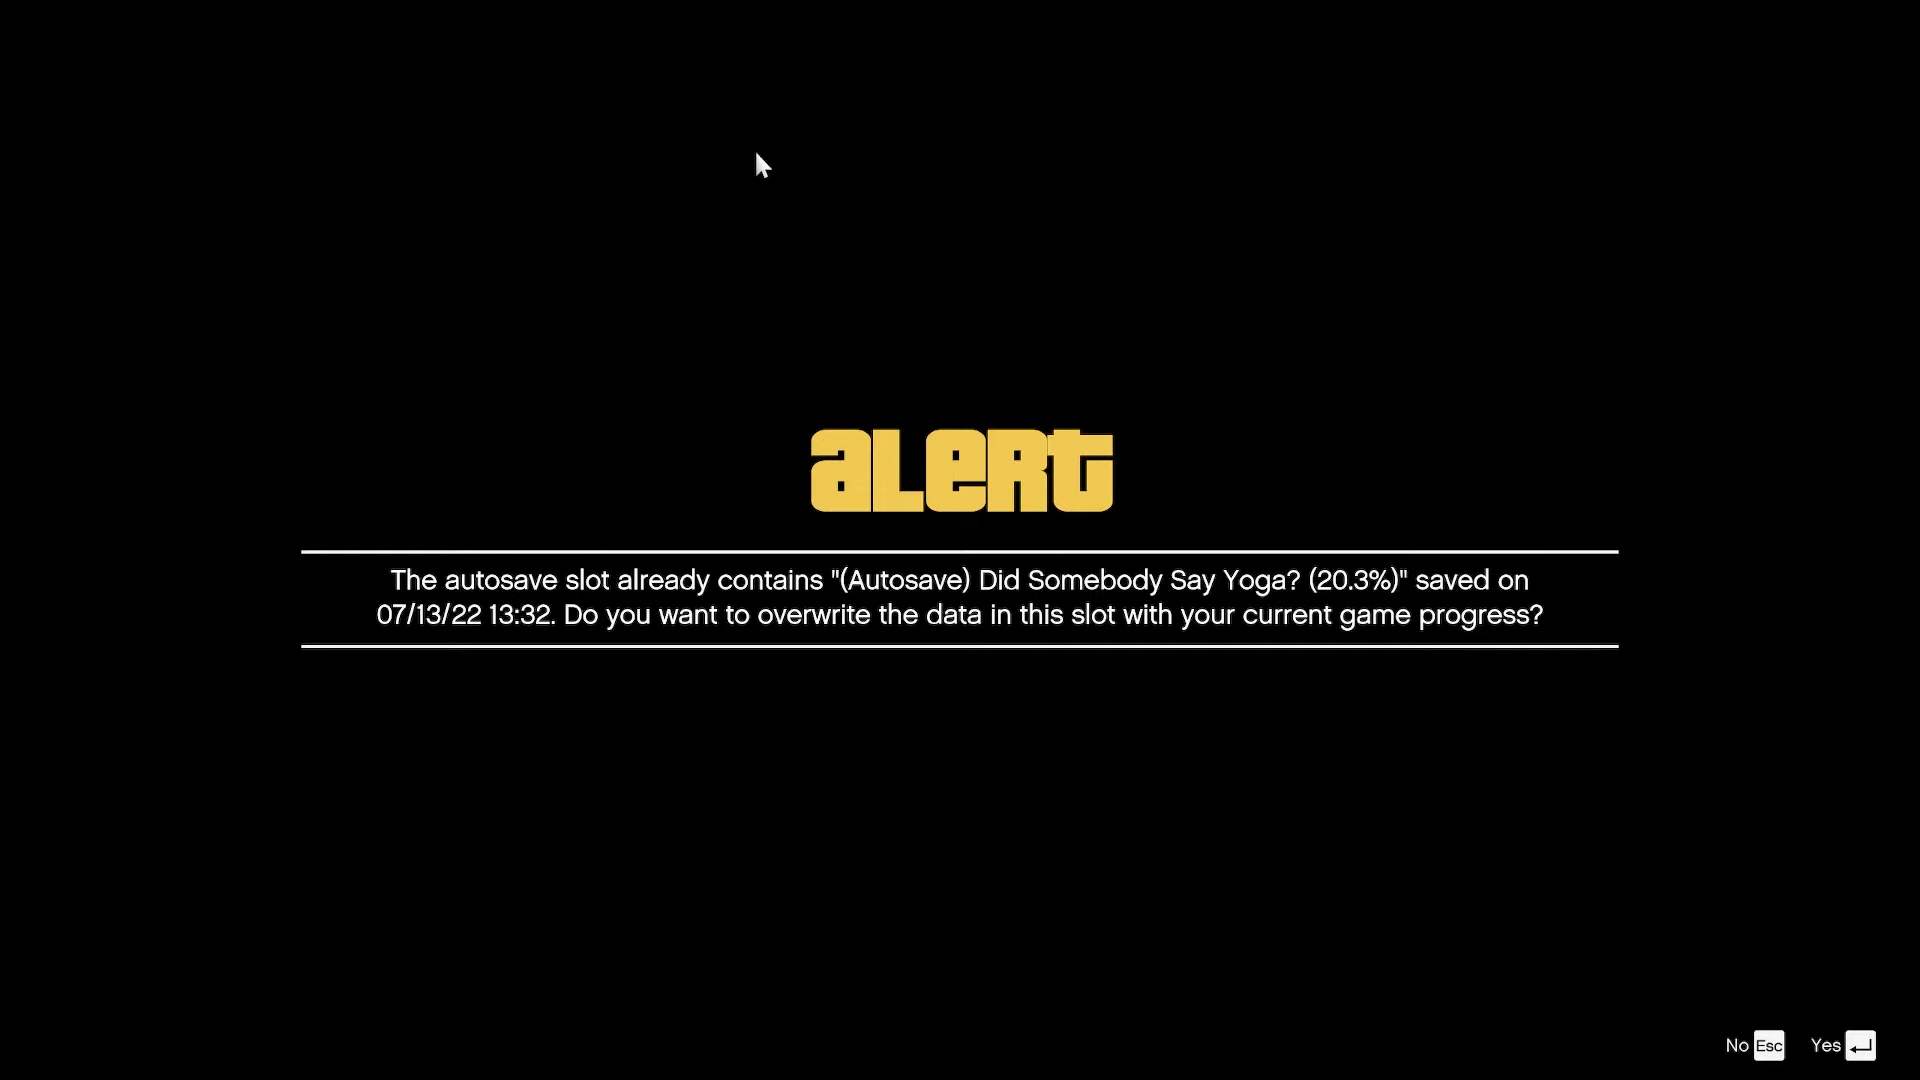 aLeRt
The autosave slot already contains "(Autosave) Did Somebody Say Yoga? (20.3%)" saved on
07/13/22 13:32. Do you want to overwrite the data in this slot with your current game progress?
No Esc Yes